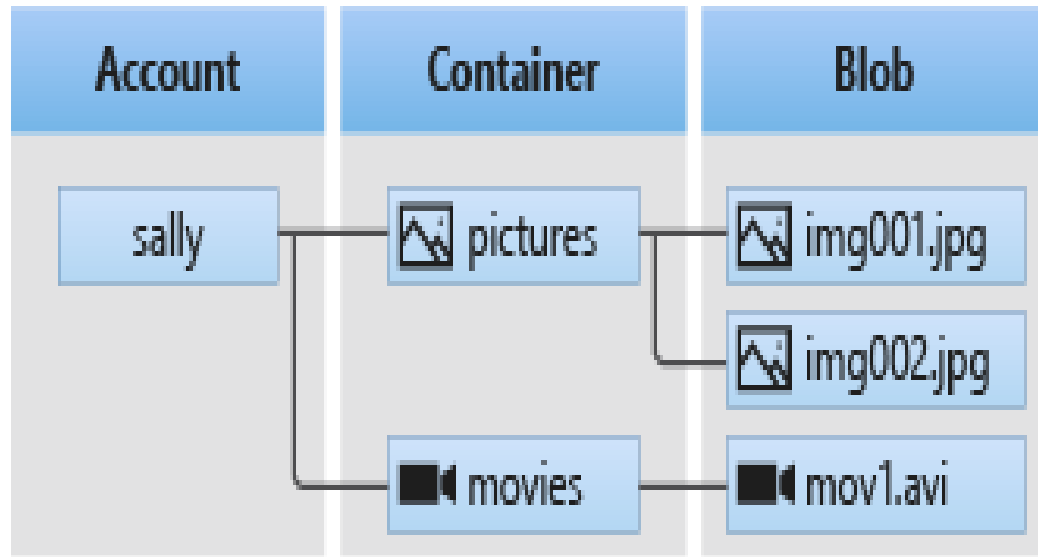 Account
Container
Blob
sally
pictures
img001.jpg
img002.jpg
movies
mov1.avi